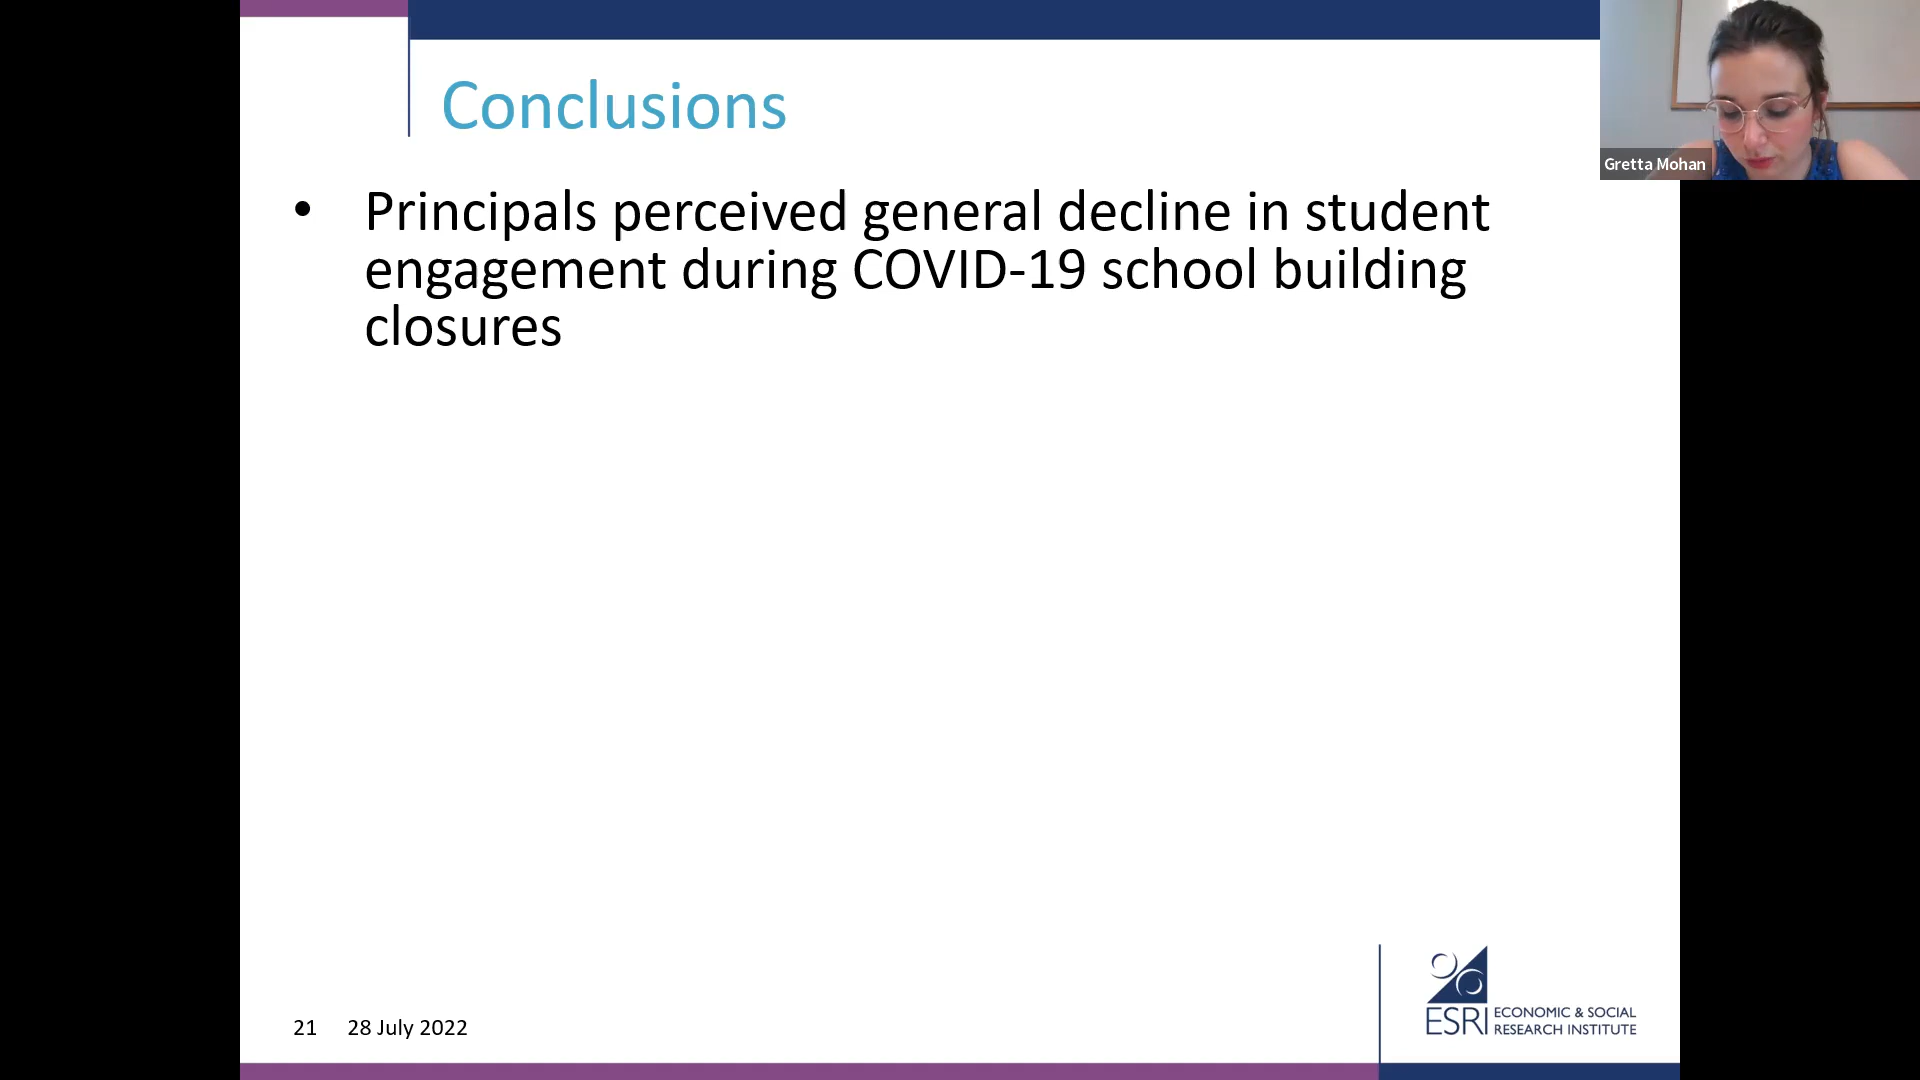 Conclusions
Gretta Mohan
• Principals perceived general decline in student
engagement during COVID-19 school building
closures
21 28 July 2022
ESRI ECONOMIC & SOCIAL
RESEARCH INSTITUTE